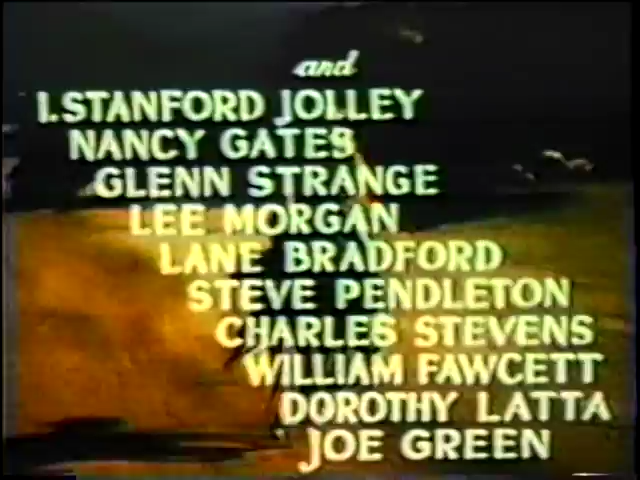 and
I. STANFORD JOLLEY
NANCY GATES
GLENN STRANGE
LEE MORGAN
LANE BRADFORD
STEVE PENDLETON
CHARLES STEVENS
WILLIAM FAWCETT
DOROTHY LATTA
JOE GREEN